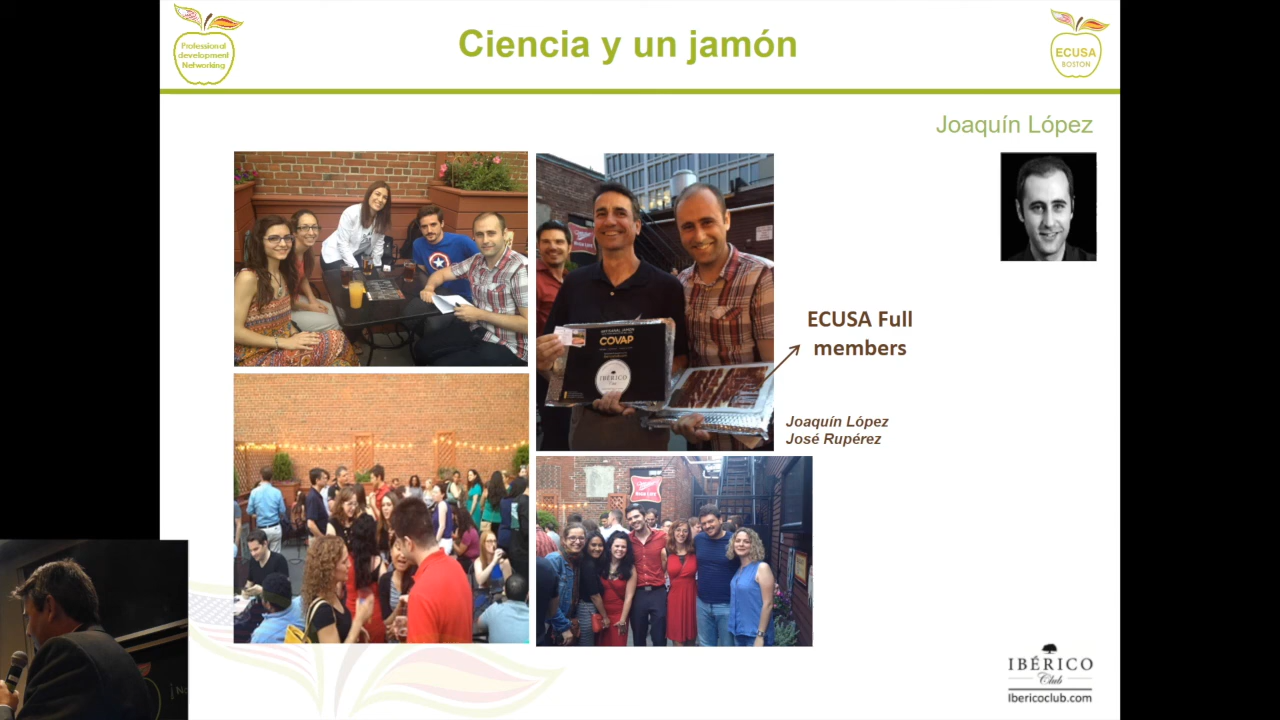 Professional
development
Networking
Ciencia y un jamón
ECUSA
BOSTON
Joaquín López
ECUSA Full
members
COVAP
IBÉRICO
Joaquín López
José Rupérez
IBÉRICO
Club
Ibericoclub.com